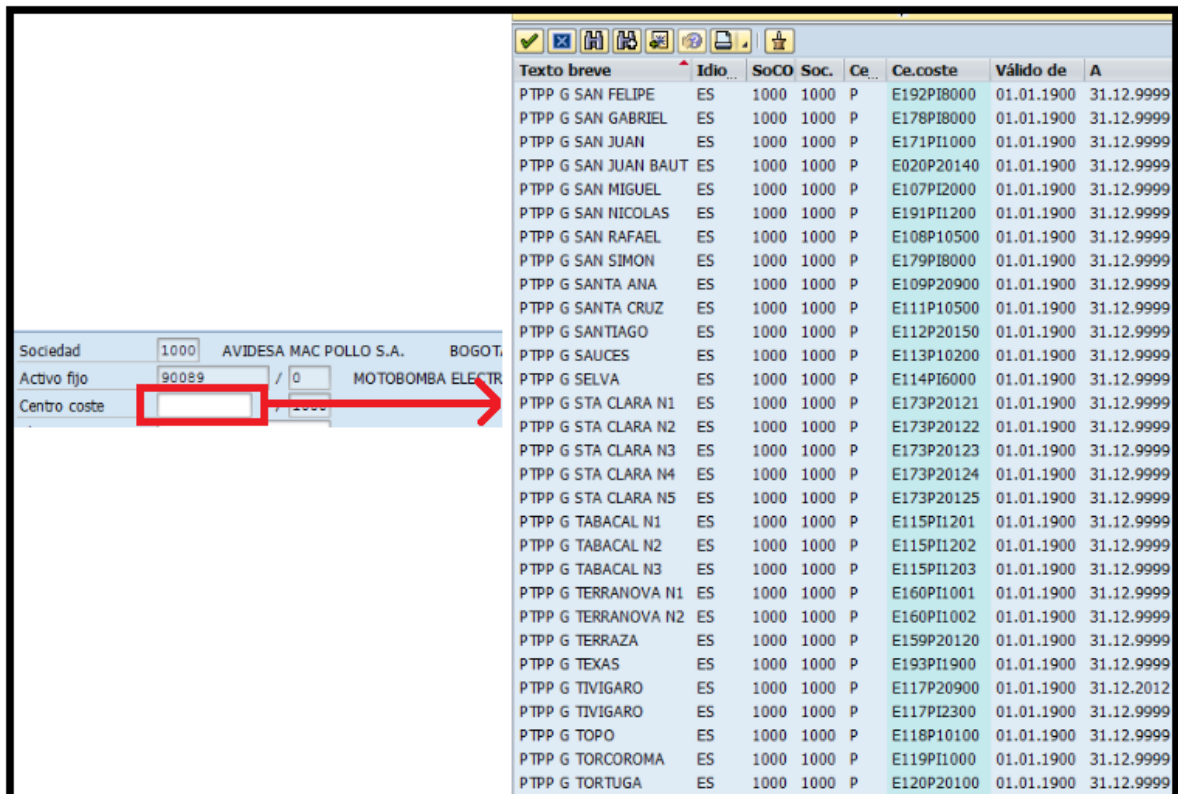 Sociedad 1000 AVIDESA MAC POLLO S.A. BOGOTA
Activo fijo 90089 / 0 MOTOBOMBA ELECTR
Centro coste /
Texto breve Idio... SoCO Soc. Ce... Ce.coste Válido de A
PTPP G SAN FELIPE ES 1000 1000 P E192PI8000 01.01.1900 31.12.9999
PTPP G SAN GABRIEL ES 1000 1000 P E178PI8000 01.01.1900 31.12.9999
PTPP G SAN JUAN ES 1000 1000 P E171PI1000 01.01.1900 31.12.9999
PTPP G SAN JUAN BAUT ES 1000 1000 P E020P20140 01.01.1900 31.12.9999
PTPP G SAN MIGUEL ES 1000 1000 P E107PI2000 01.01.1900 31.12.9999
PTPP G SAN NICOLAS ES 1000 1000 P E191PI1200 01.01.1900 31.12.9999
PTPP G SAN RAFAEL ES 1000 1000 P E108P10500 01.01.1900 31.12.9999
PTPP G SAN SIMON ES 1000 1000 P E179PI8000 01.01.1900 31.12.9999
PTPP G SANTA ANA ES 1000 1000 P E109P20900 01.01.1900 31.12.9999
PTPP G SANTA CRUZ ES 1000 1000 P E111P10500 01.01.1900 31.12.9999
PTPP G SANTIAGO ES 1000 1000 P E112P20150 01.01.1900 31.12.9999
PTPP G SAUCES ES 1000 1000 P E113P10200 01.01.1900 31.12.9999
PTPP G SELVA ES 1000 1000 P E114PI6000 01.01.1900 31.12.9999
PTPP G STA CLARA N1 ES 1000 1000 P E173P20121 01.01.1900 31.12.9999
PTPP G STA CLARA N2 ES 1000 1000 P E173P20122 01.01.1900 31.12.9999
PTPP G STA CLARA N3 ES 1000 1000 P E173P20123 01.01.1900 31.12.9999
PTPP G STA CLARA N4 ES 1000 1000 P E173P20124 01.01.1900 31.12.9999
PTPP G STA CLARA N5 ES 1000 1000 P E173P20125 01.01.1900 31.12.9999
PTPP G TABACAL N1 ES 1000 1000 P E115PI1201 01.01.1900 31.12.9999
PTPP G TABACAL N2 ES 1000 1000 P E115PI1202 01.01.1900 31.12.9999
PTPP G TABACAL N3 ES 1000 1000 P E115PI1203 01.01.1900 31.12.9999
PTPP G TERRANOVA N1 ES 1000 1000 P E160PI1001 01.01.1900 31.12.9999
PTPP G TERRANOVA N2 ES 1000 1000 P E160PI1002 01.01.1900 31.12.9999
PTPP G TERRAZA ES 1000 1000 P E159P20120 01.01.1900 31.12.9999
PTPP G TEXAS ES 1000 1000 P E193PI1900 01.01.1900 31.12.9999
PTPP G TIVIGARO ES 1000 1000 P E117P20900 01.01.1900 31.12.2012
PTPP G TIVIGARO ES 1000 1000 P E117PI2300 01.01.1900 31.12.9999
PTPP G TOPO ES 1000 1000 P E118P10100 01.01.1900 31.12.9999
PTPP G TORCOROMA ES 1000 1000 P E119PI1000 01.01.1900 31.12.9999
PTPP G TORTUGA ES 1000 1000 P E120P20100 01.01.1900 31.12.9999